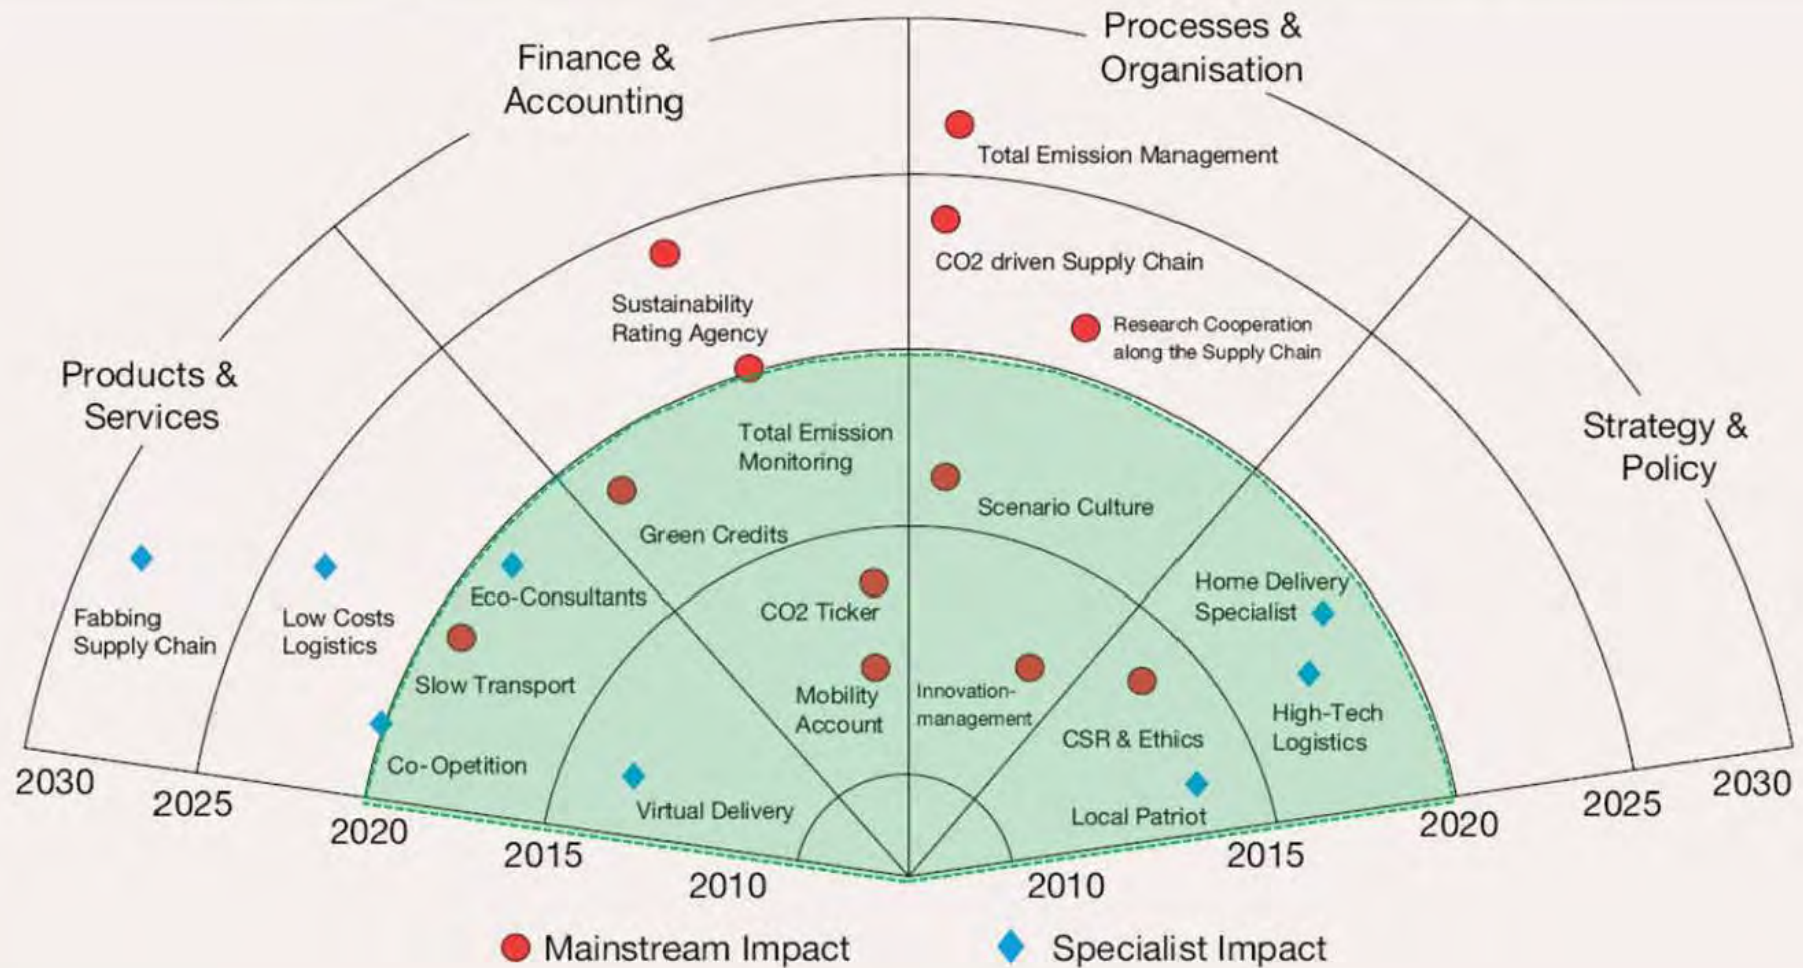 Finance &
Accounting
Processes &
Organisation
Total Emission Management
CO2 driven Supply Chain
Sustainability
Rating Agency
Research Cooperation
along the Supply Chain
Products &
Services
Strategy &
Policy
Total Emission
Monitoring
Green Credits
Scenario Culture
Eco-Consultants
CO2 Ticker
Home Delivery
Specialist
Fabbing
Supply Chain
Low Costs
Logistics
Slow Transport
Mobility
Account
Innovation-
management
CSR & Ethics
High-Tech
Logistics
Co-Opetition
Virtual Delivery
Local Patriot
2030
2025
2020
2015
2010
2010
2015
2020
2025
2030
Mainstream Impact
Specialist Impact